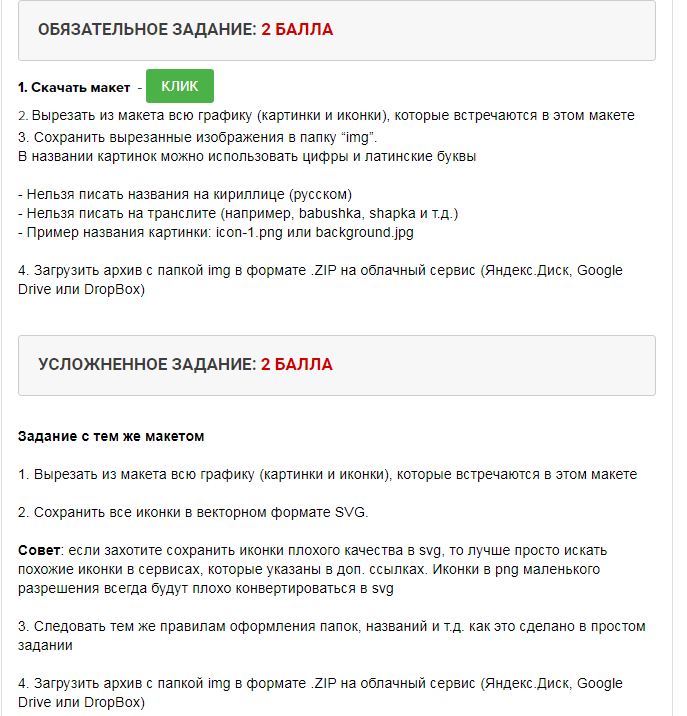 ОБЯЗАТЕЛЬНОЕ ЗАДАНИЕ: 2 БАЛЛА
1. Скачать макет - КЛИК
2. Вырезать из макета всю графику (картинки и иконки), которые встречаются в этом макете
3. Сохранить вырезанные изображения в папку “img”.
В названии картинок можно использовать цифры и латинские буквы
- Нельзя писать названия на кириллице (русском)
- Нельзя писать на транслите (например, babushka, shapka и т.д.)
- Пример названия картинки: icon-1.png или background.jpg
4. Загрузить архив с папкой img в формате .ZIP на облачный сервис (Яндекс.Диск, Google
Drive или DropBox)
УСЛОЖНЕННОЕ ЗАДАНИЕ: 2 БАЛЛА
Задание с тем же макетом
1. Вырезать из макета всю графику (картинки и иконки), которые встречаются в этом макете
2. Сохранить все иконки в векторном формате SVG.
Совет: если захотите сохранить иконки плохого качества в svg, то лучше просто искать
похожие иконки в сервисах, которые указаны в доп. ссылках. Иконки в png маленького
разрешения всегда будут плохо конвертироваться в svg
3. Следовать тем же правилам оформления папок, названий и т.д. как это сделано в простом
задании
4. Загрузить архив с папкой img в формате .ZIP на облачный сервис (Яндекс.Диск, Google
Drive или DropBox)